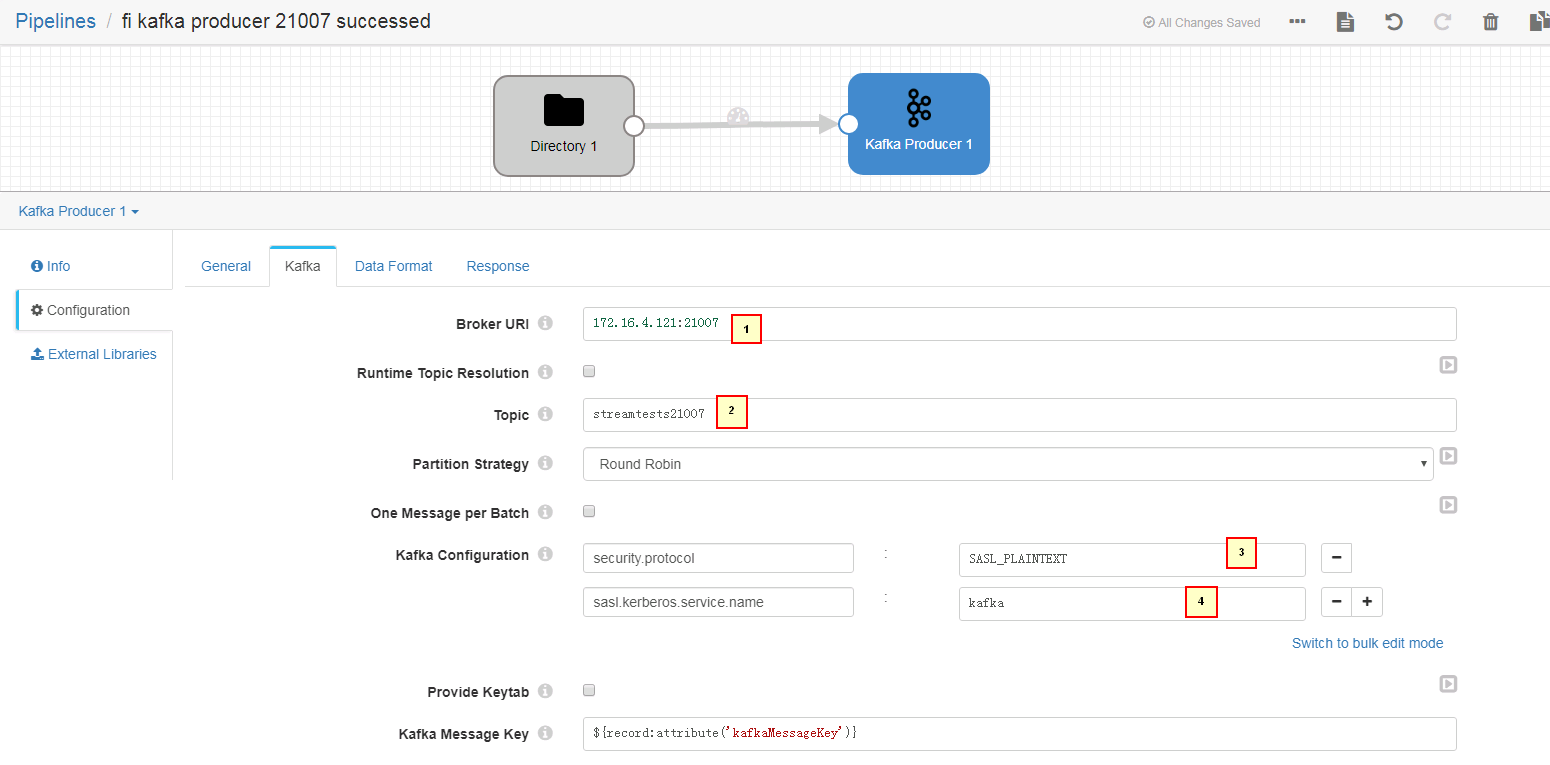 Pipelines / fi kafka producer 21007 successed
All Changes Saved
Directory 1
Kafka Producer 1
Kafka Producer 1
Info
General
Kafka
Data Format
Response
Configuration
External Libraries
Broker URI
172.16.4.121:21007
1
Runtime Topic Resolution
Topic
streamtests21007
2
Partition Strategy
Round Robin
One Message per Batch
Kafka Configuration
security.protocol
:
SASL_PLAINTEXT
3
sasl.kerberos.service.name
:
kafka
4
Switch to bulk edit mode
Provide Keytab
Kafka Message Key
${record:attribute('kafkaMessageKey')}